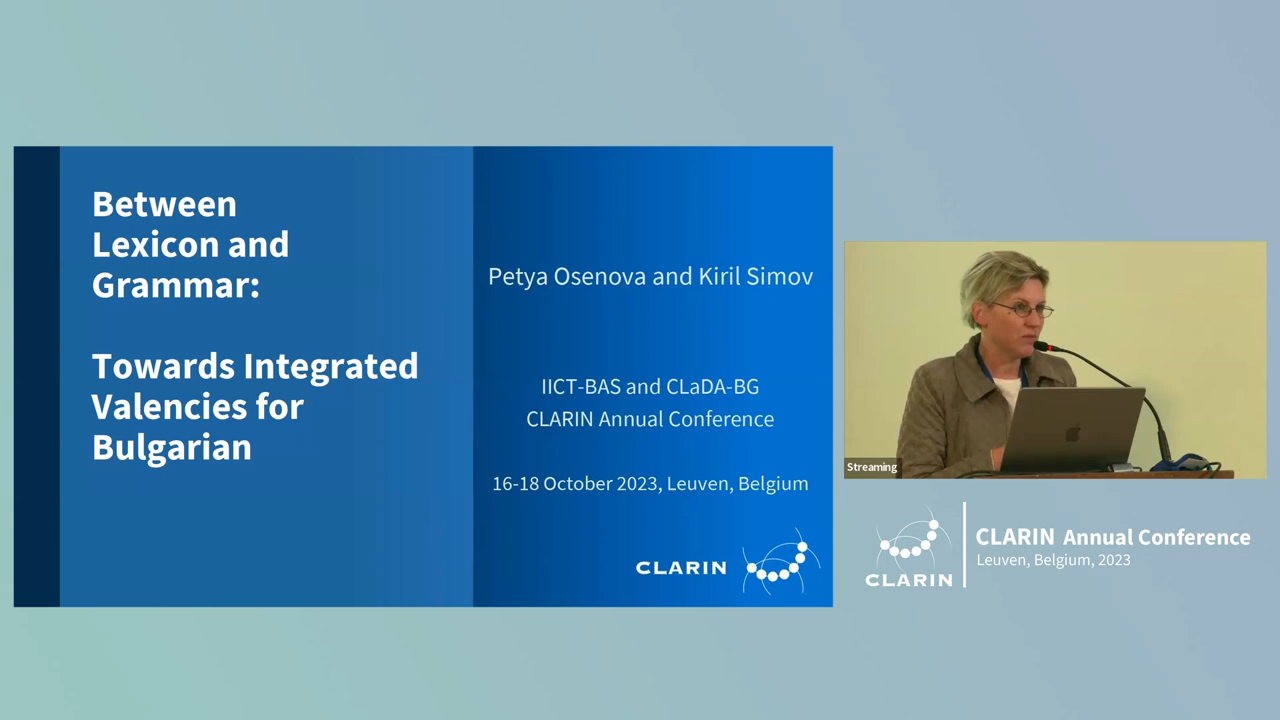 Between
Lexicon and
Grammar:
Towards Integrated
Valencies for
Bulgarian
Petya Osenova and Kiril Simov
IICT-BAS and CLaDA-BG
CLARIN Annual Conference
16-18 October 2023, Leuven, Belgium
CLARIN
Streaming
CLARIN
CLARIN Annual Conference
Leuven, Belgium, 2023